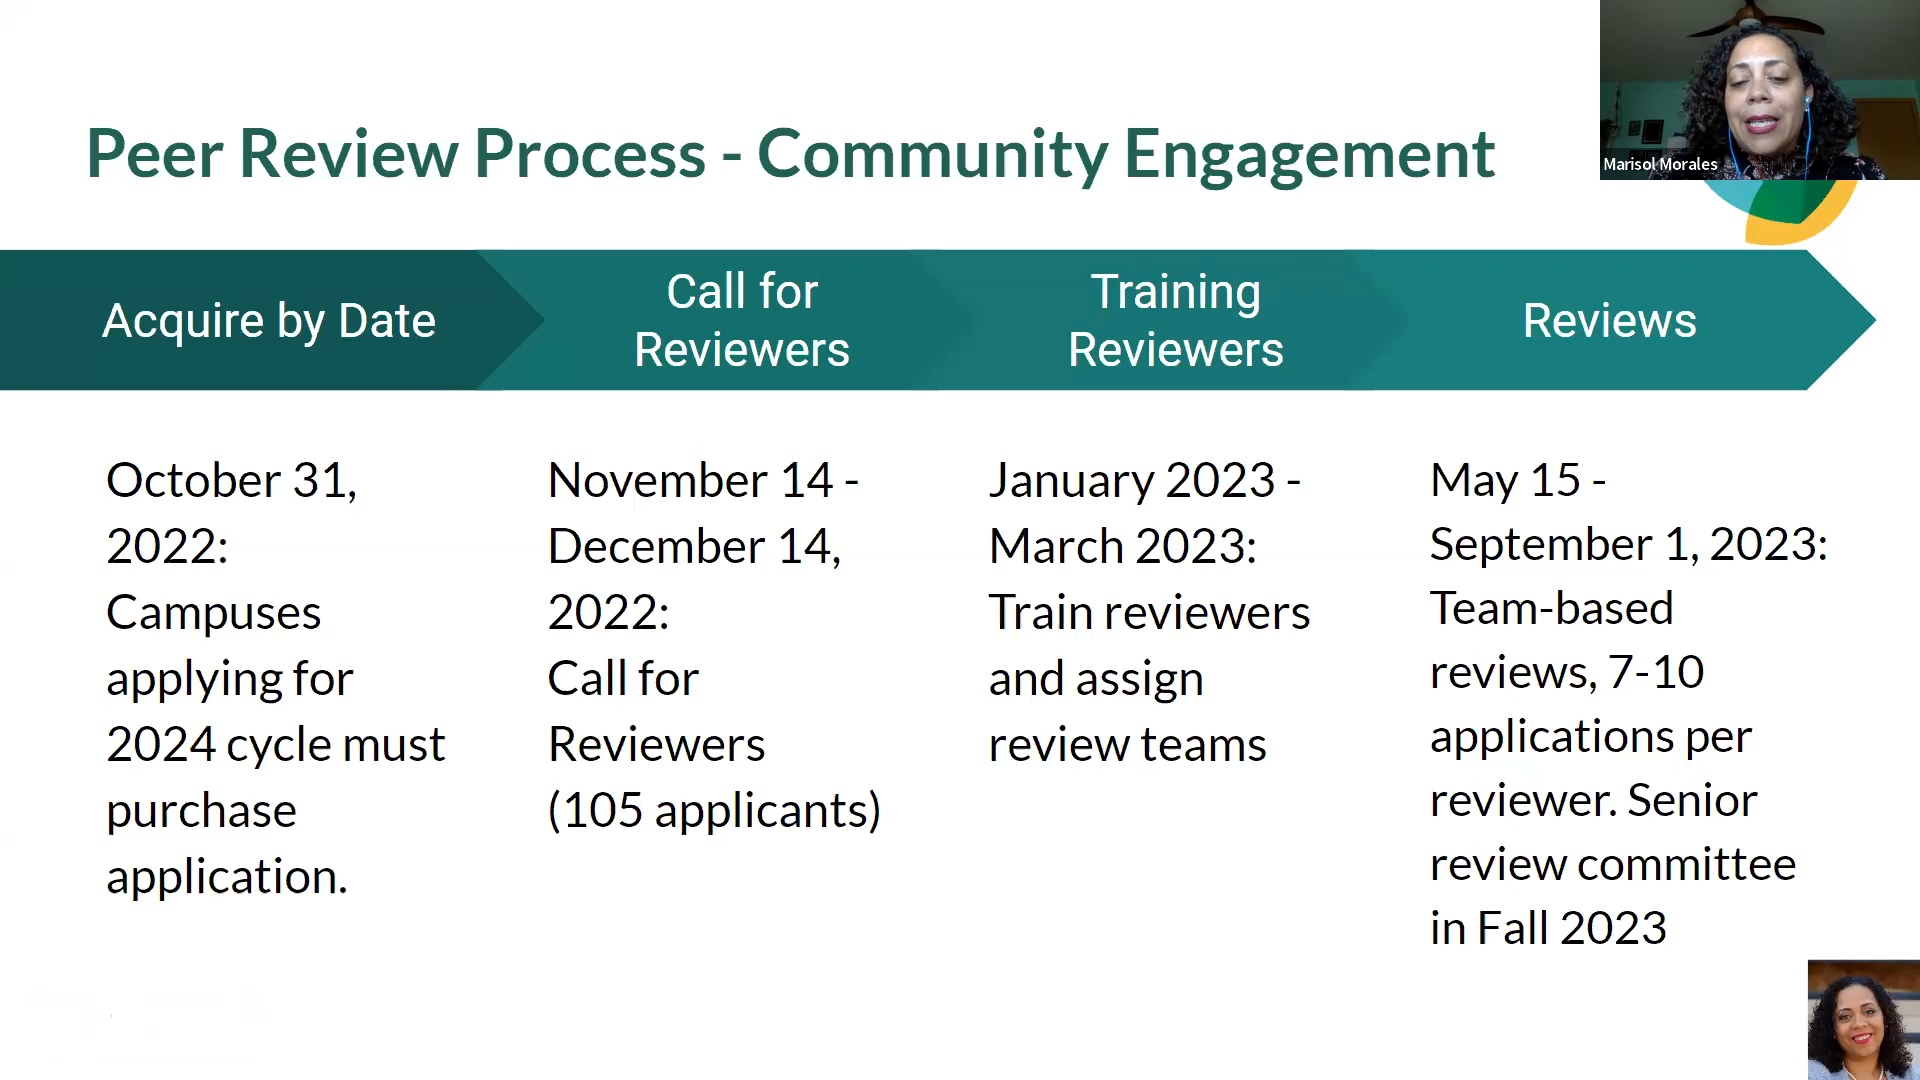 Peer Review Process - Community Engagement
Marisol Morales
Acquire by Date
Call for
Reviewers
Training
Reviewers
Reviews
October 31,
2022:
Campuses
applying for
2024 cycle must
purchase
application.
November 14 -
December 14,
2022:
Call for
Reviewers
(105 applicants)
January 2023 -
March 2023:
Train reviewers
and assign
review teams
May 15 -
September 1, 2023:
Team-based
reviews, 7-10
applications per
reviewer. Senior
review committee
in Fall 2023